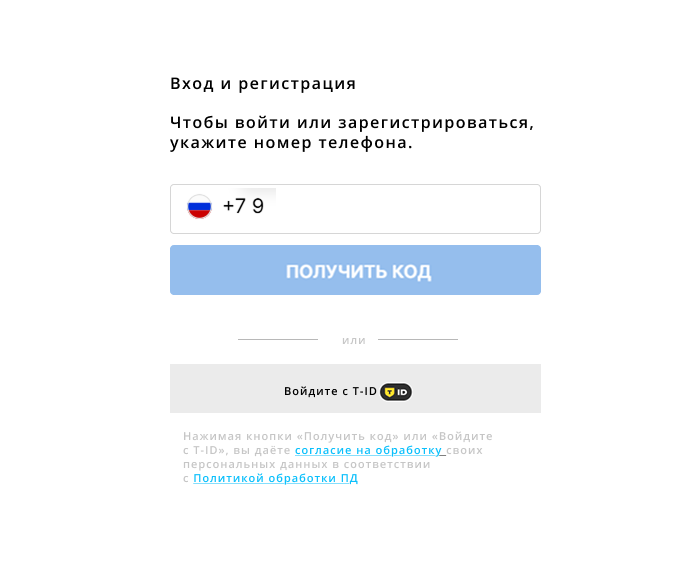 Вход и регистрация
Чтобы войти или зарегистрироваться,
укажите номер телефона.
+7 9
ПОЛУЧИТЬ КОД
или
Войдите с T-ID T ID
Нажимая кнопки «Получить код» или «Войдите
с T-ID», вы даёте согласие на обработку своих
персональных данных в соответствии
с Политикой обработки ПД